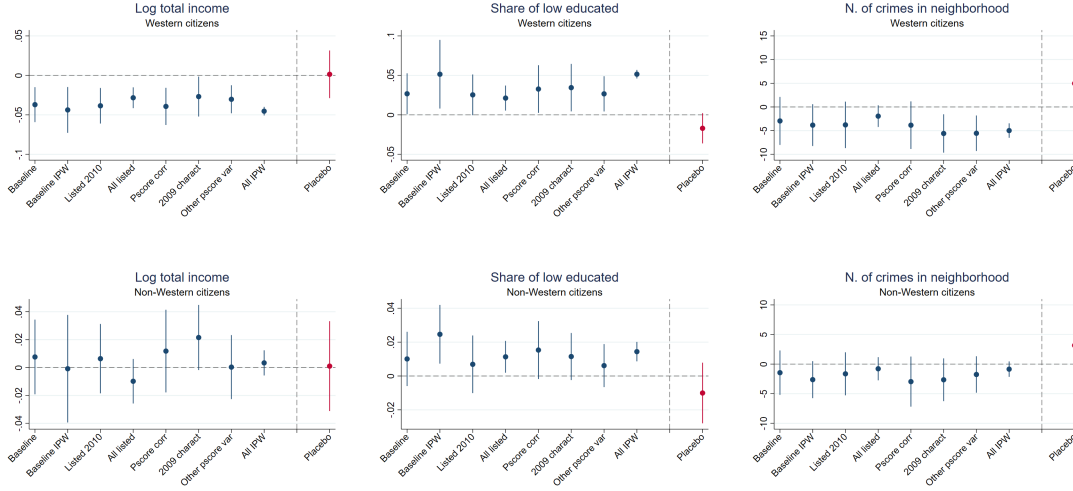 Log total income
Western citizens
.05
0
-.05
-.1
Baseline
Baseline IPW
Listed 2010
All listed
Pscore corr
2009 charact
Other pscore var
All IPW
Placebo
Share of low educated
Western citizens
.1
.05
0
-.05
Baseline
Baseline IPW
Listed 2010
All listed
Pscore corr
2009 charact
Other pscore var
All IPW
Placebo
N. of crimes in neighborhood
Western citizens
15
10
5
0
-5
-10
Baseline
Baseline IPW
Listed 2010
All listed
Pscore corr
2009 charact
Other pscore var
All IPW
Placebo
Log total income
Non-Western citizens
.04
.02
0
-.02
-.04
Baseline
Baseline IPW
Listed 2010
All listed
Pscore corr
2009 charact
Other pscore var
All IPW
Placebo
Share of low educated
Non-Western citizens
.04
.02
0
-.02
Baseline
Baseline IPW
Listed 2010
All listed
Pscore corr
2009 charact
Other pscore var
All IPW
Placebo
N. of crimes in neighborhood
Non-Western citizens
10
5
0
-5
-10
Baseline
Baseline IPW
Listed 2010
All listed
Pscore corr
2009 charact
Other pscore var
All IPW
Placebo